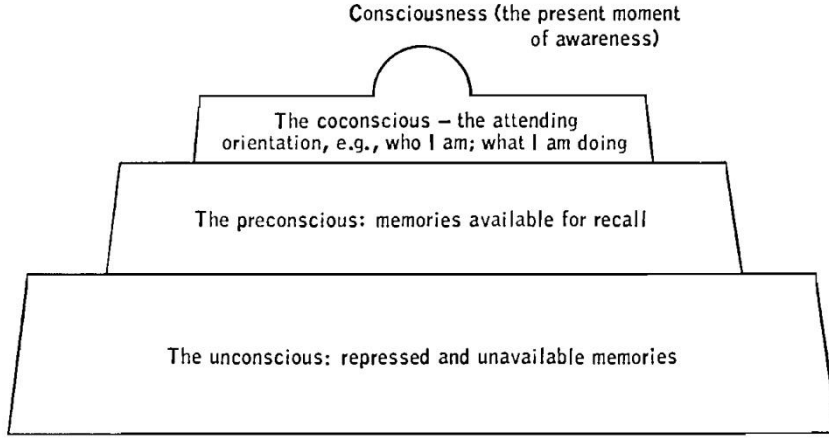 Consciousness (the present moment
of awareness)
The coconscious – the attending
orientation, e.g., who I am; what I am doing
The preconscious: memories available for recall
The unconscious: repressed and unavailable memories